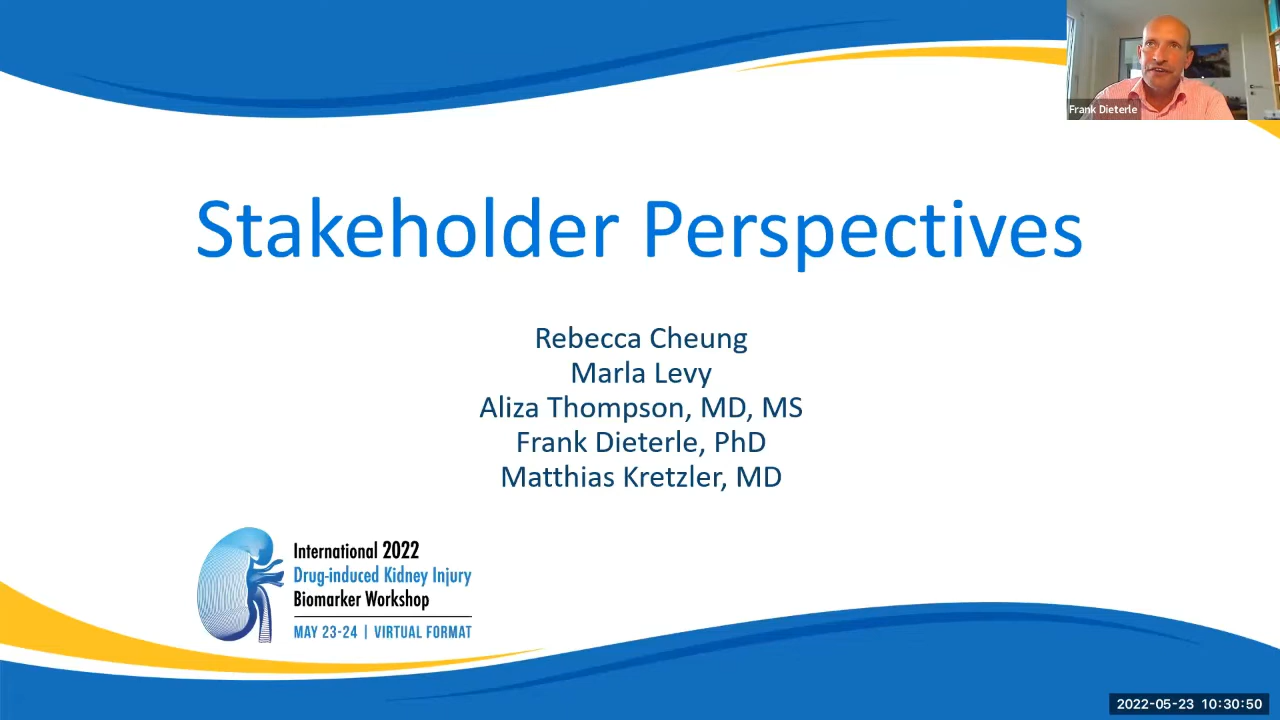 Frank Dieterle
Stakeholder Perspectives
Rebecca Cheung
Marla Levy
Aliza Thompson, MD, MS
Frank Dieterle, PhD
Matthias Kretzler, MD
International 2022
Drug-induced Kidney Injury
Biomarker Workshop
MAY 23-24 | VIRTUAL FORMAT
2022-05-23 10:30:50